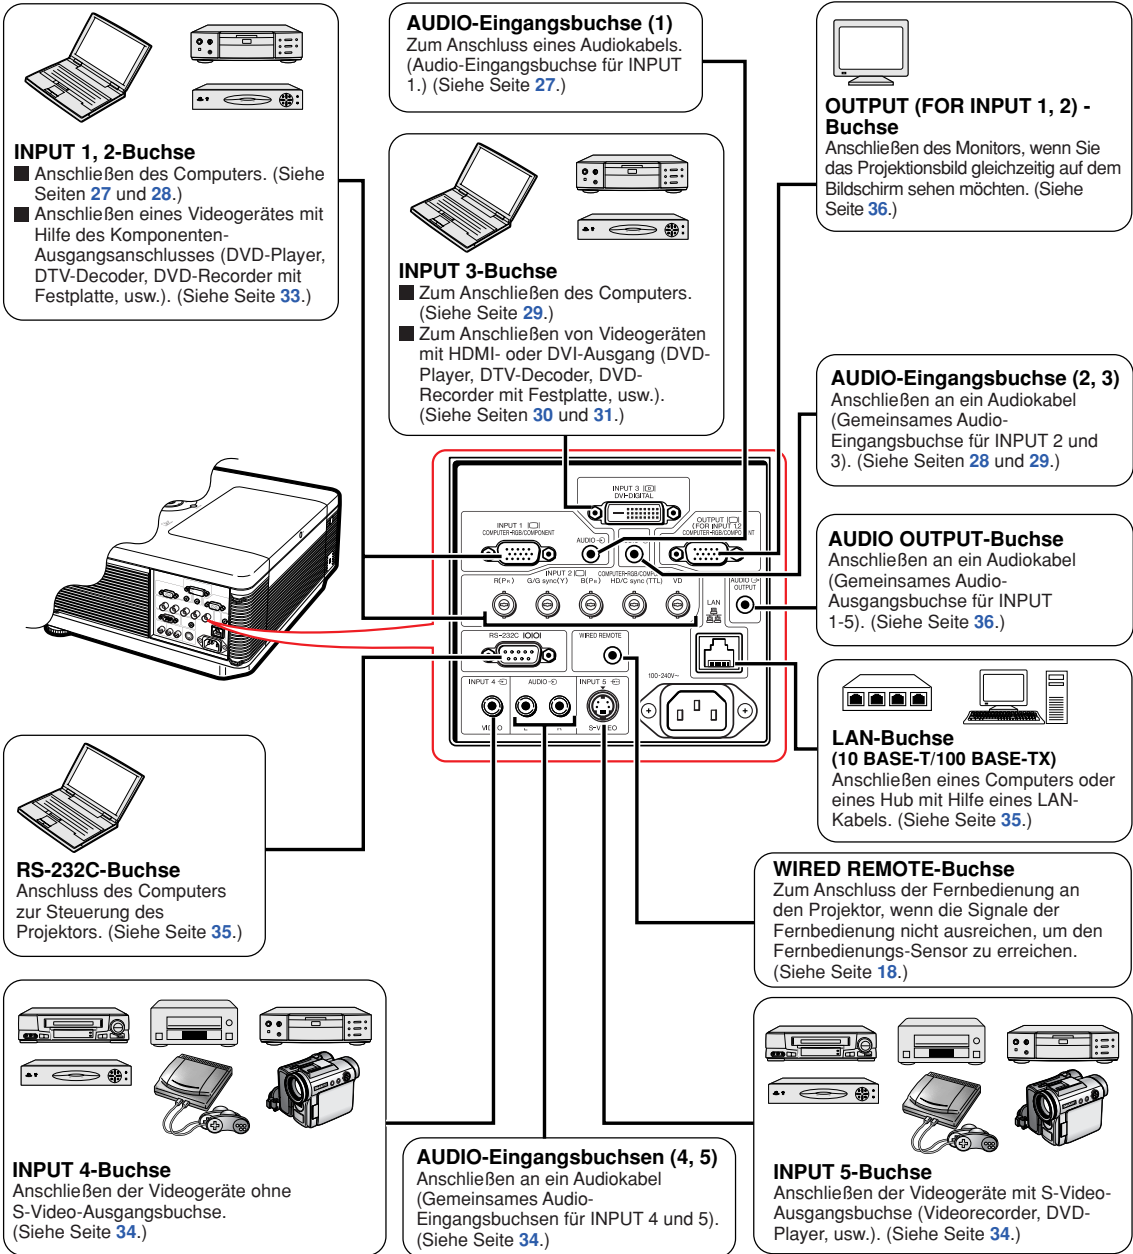 AUDIO-Eingangsbuchse (1)
Zum Anschluss eines Audiokabels.
(Audio-Eingangsbuchse für INPUT
1.) (Siehe Seite 27.)
OUTPUT (FOR INPUT 1, 2) -
Buchse
Anschließen des Monitors, wenn Sie
das Projektionsbild gleichzeitig auf dem
Bildschirm sehen möchten. (Siehe
Seite 36.)
INPUT 1, 2-Buchse
Anschließen des Computers. (Siehe
Seiten 27 und 28.)
Anschließen eines Videogerätes mit
Hilfe des Komponenten-
Ausgangsanschlusses (DVD-Player,
DTV-Decoder, DVD-Recorder mit
Festplatte, usw.). (Siehe Seite 33.)
INPUT 3-Buchse
Zum Anschließen des Computers.
(Siehe Seite 29.)
Zum Anschließen von Videogeräten
mit HDMI- oder DVI-Ausgang (DVD-
Player, DTV-Decoder, DVD-
Recorder mit Festplatte, usw.).
(Siehe Seiten 30 und 31.)
AUDIO-Eingangsbuchse (2, 3)
Anschließen an ein Audiokabel
(Gemeinsames Audio-
Eingangsbuchse für INPUT 2 und
3). (Siehe Seiten 28 und 29.)
AUDIO OUTPUT-Buchse
Anschließen an ein Audiokabel
(Gemeinsames Audio-
Ausgangsbuchse für INPUT
1-5). (Siehe Seite 36.)
INPUT 3
DVI-DIGITAL
INPUT 1
COMPUTER-RGB/COMPONENT
AUDIO
OUTPUT
(FOR INPUT 1,2)
COMPUTER-RGB/COMPONENT
INPUT 2
R(PR) G/G sync(Y) B(PB) HD/C sync (TTL) VD
AUDIO
OUTPUT
LAN
RS-232C
WIRED REMOTE
100-240V~
INPUT 4
AUDIO
INPUT 5
S-VIDEO
LAN-Buchse
(10 BASE-T/100 BASE-TX)
Anschließen eines Computers oder
eines Hub mit Hilfe eines LAN-
Kabels. (Siehe Seite 35.)
RS-232C-Buchse
Anschluss des Computers
zur Steuerung des
Projektors. (Siehe Seite 35.)
WIRED REMOTE-Buchse
Zum Anschluss der Fernbedienung an
den Projektor, wenn die Signale der
Fernbedienung nicht ausreichen, um den
Fernbedienungs-Sensor zu erreichen.
(Siehe Seite 18.)
INPUT 4-Buchse
Anschließen der Videogeräte ohne
S-Video-Ausgangsbuchse.
(Siehe Seite 34.)
AUDIO-Eingangsbuchsen (4, 5)
Anschließen an ein Audiokabel
(Gemeinsames Audio-
Eingangsbuchsen für INPUT 4 und 5).
(Siehe Seite 34.)
INPUT 5-Buchse
Anschließen der Videogeräte mit S-Video-
Ausgangsbuchse (Videorecorder, DVD-
Player, usw.). (Siehe Seite 34.)